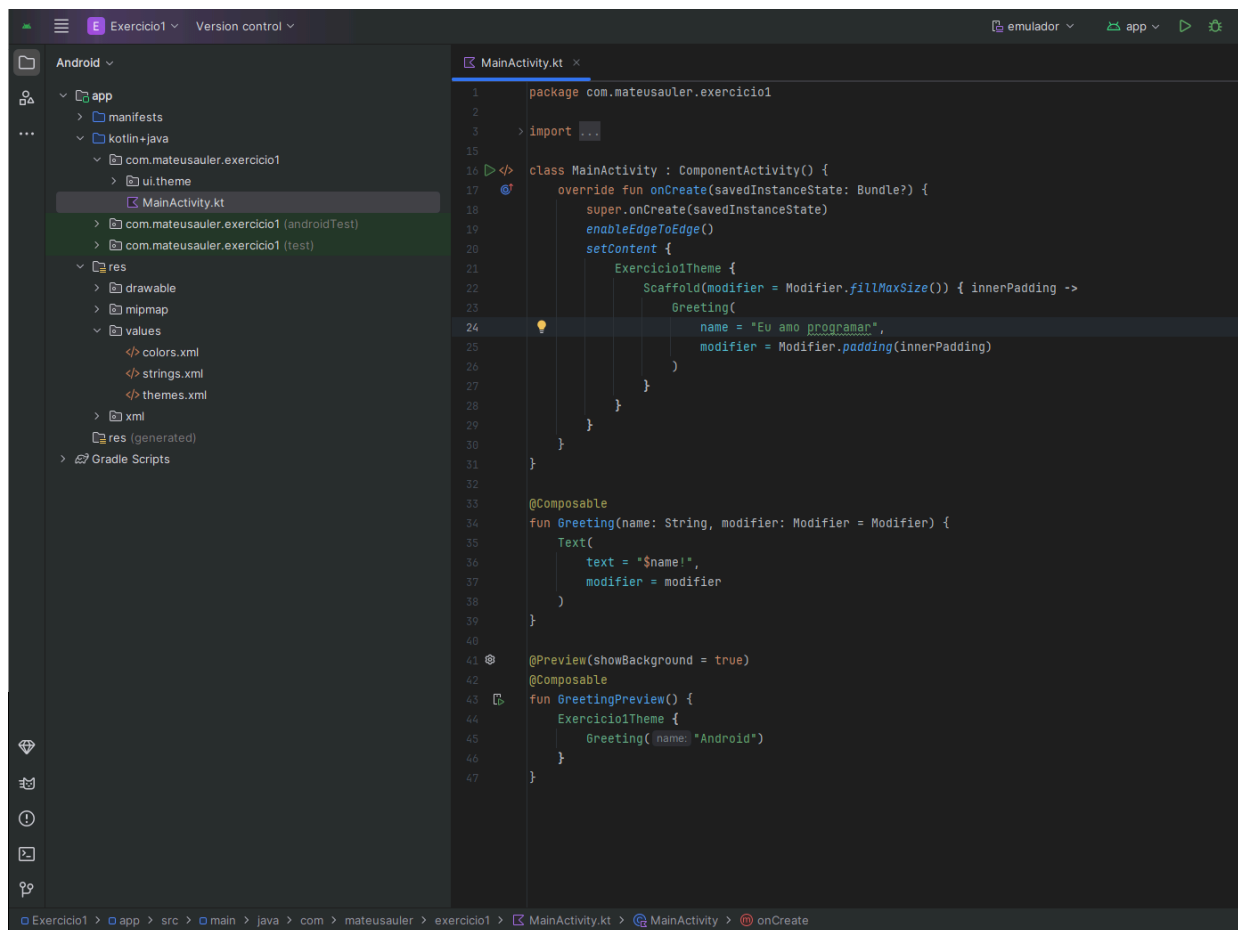 E Exercicio1 Version control emulador app
Android
MainActivity.kt
app
manifests
kotlin+java
com.mateusauler.exercicio1
ui.theme
MainActivity.kt
com.mateusauler.exercicio1 (androidTest)
com.mateusauler.exercicio1 (test)
res
drawable
mipmap
values
colors.xml
strings.xml
themes.xml
xml
res (generated)
Gradle Scripts
1 package com.mateusauler.exercicio1
2
3 import ...
15
16 class MainActivity : ComponentActivity() {
17 override fun onCreate(savedInstanceState: Bundle?) {
18 super.onCreate(savedInstanceState)
19 enableEdgeToEdge()
20 setContent {
21 Exercicio1Theme {
22 Scaffold(modifier = Modifier.fillMaxSize()) { innerPadding ->
23 Greeting(
24 name = "Eu amo programar",
25 modifier = Modifier.padding(innerPadding)
26 )
27 }
28 }
29 }
30 }
31 }
32
33 @Composable
34 fun Greeting(name: String, modifier: Modifier = Modifier) {
35 Text(
36 text = "$name!",
37 modifier = modifier
38 )
39 }
40
41 @Preview(showBackground = true)
42 @Composable
43 fun GreetingPreview() {
44 Exercicio1Theme {
45 Greeting( name: "Android")
46 }
47 }
Exercicio1 > app > src > main > java > com > mateusauler > exercicio1 > MainActivity.kt > MainActivity > onCreate